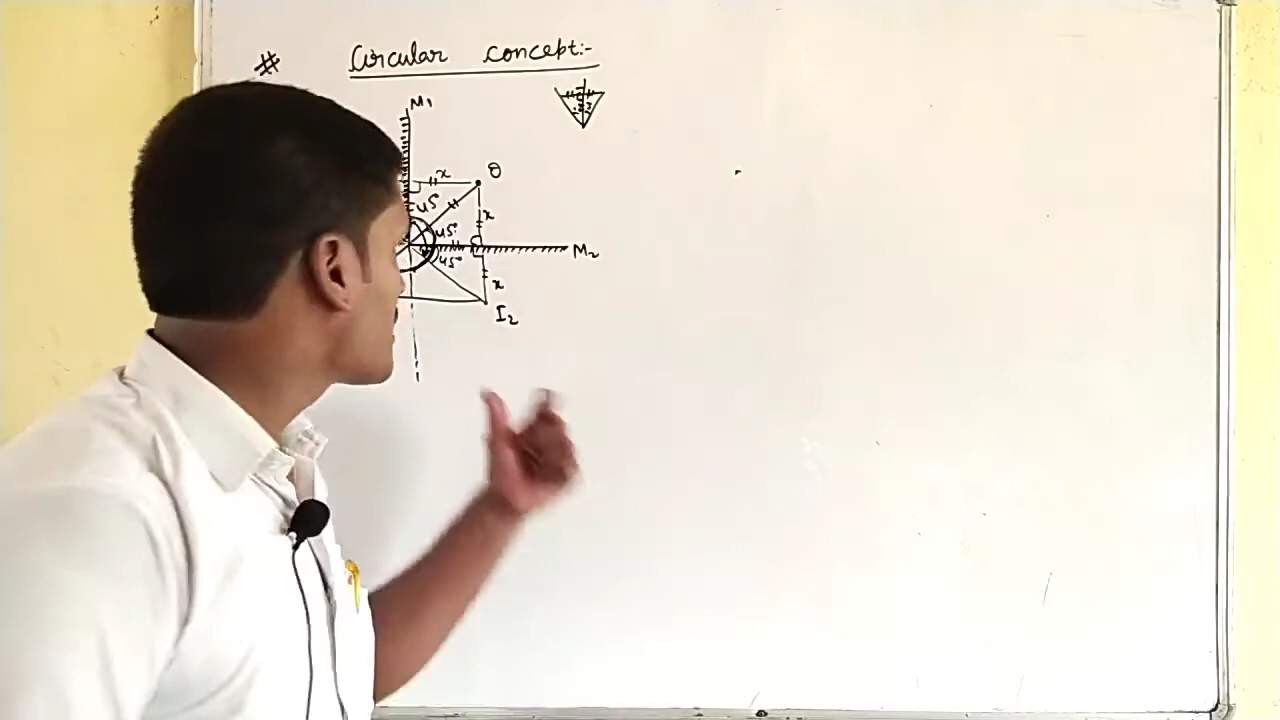 # Circular concept:-
M₁
x O
45°
x
45°
M₂
45°
x
I₂